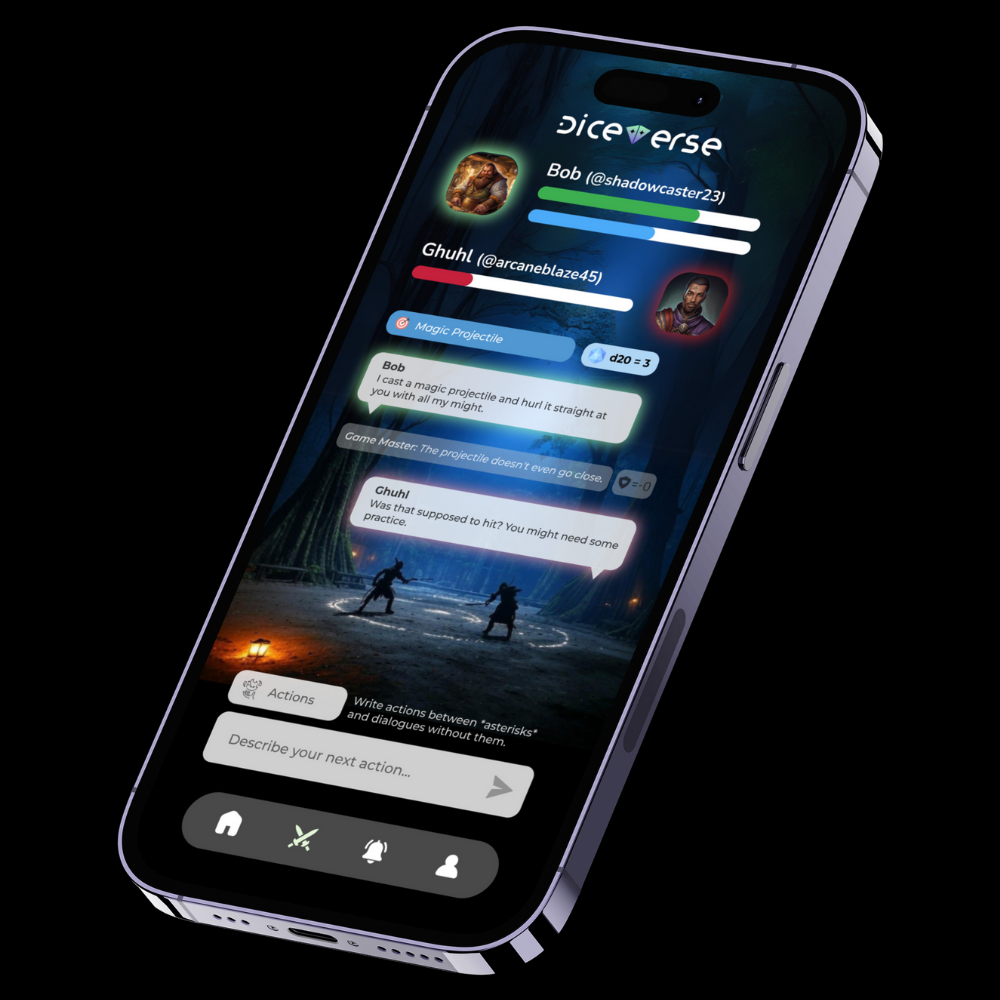 Diceverse
Bob (@shadowcaster23)
Ghuhl (@arcaneblaze45)
Magic Projectile
d20 = 3
Bob
I cast a magic projectile and hurl it straight at
you with all my might.
Game Master: The projectile doesn't even go close.
=-0
Ghuhl
Was that supposed to hit? You might need some
practice.
Actions
Write actions between *asterisks*
and dialogues without them.
Describe your next action...